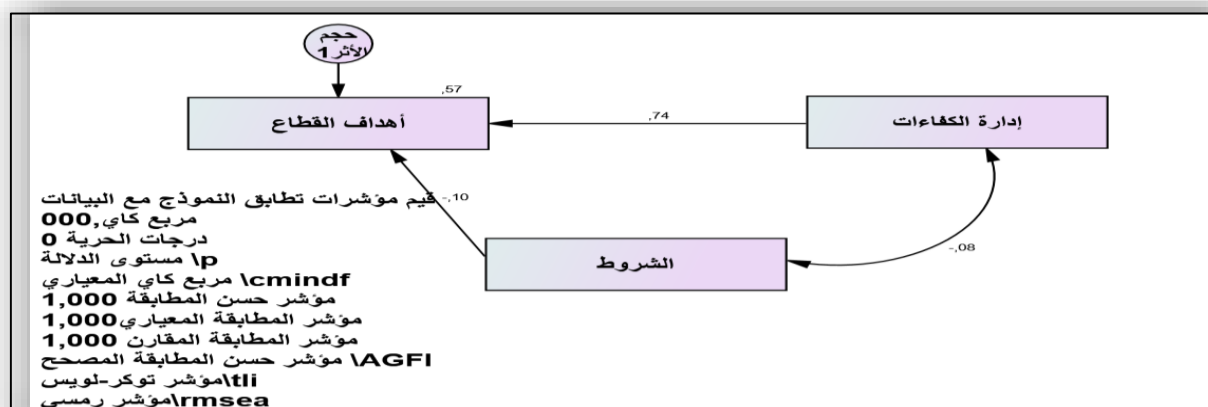 حجم
الأثر1
,57
أهداف القطاع
,74
إدارة الكفاءات
-,10
الشروط
-,08
قيم مؤشرات تطابق النموذج مع البيانات
مربع كاي,000
درجات الحرية 0
مستوى الدلالة \p
مربع كاي المعياري \cmindf
مؤشر حسن المطابقة 1,000
مؤشر المطابقة المعياري1,000
مؤشر المطابقة المقارن 1,000
مؤشر حسن المطابقة المصحح \AGFI
مؤشر توكر-لويس\tli
مؤشر رمسي\rmsea